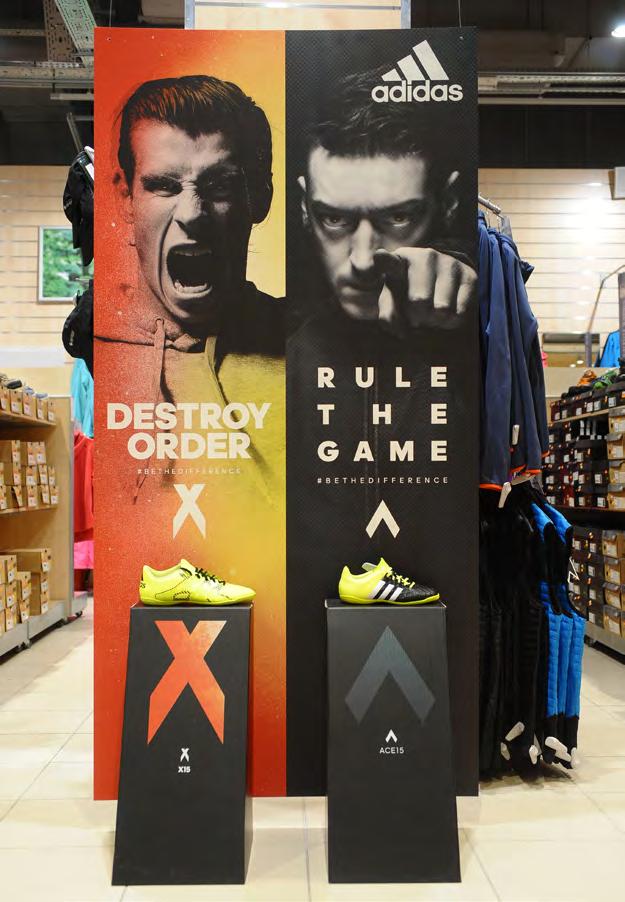 adidas
DESTROY
ORDER
#BETHEDIFFERENCE
X
RULE
THE
GAME
#BETHEDIFFERENCE
X
X15
ACE15